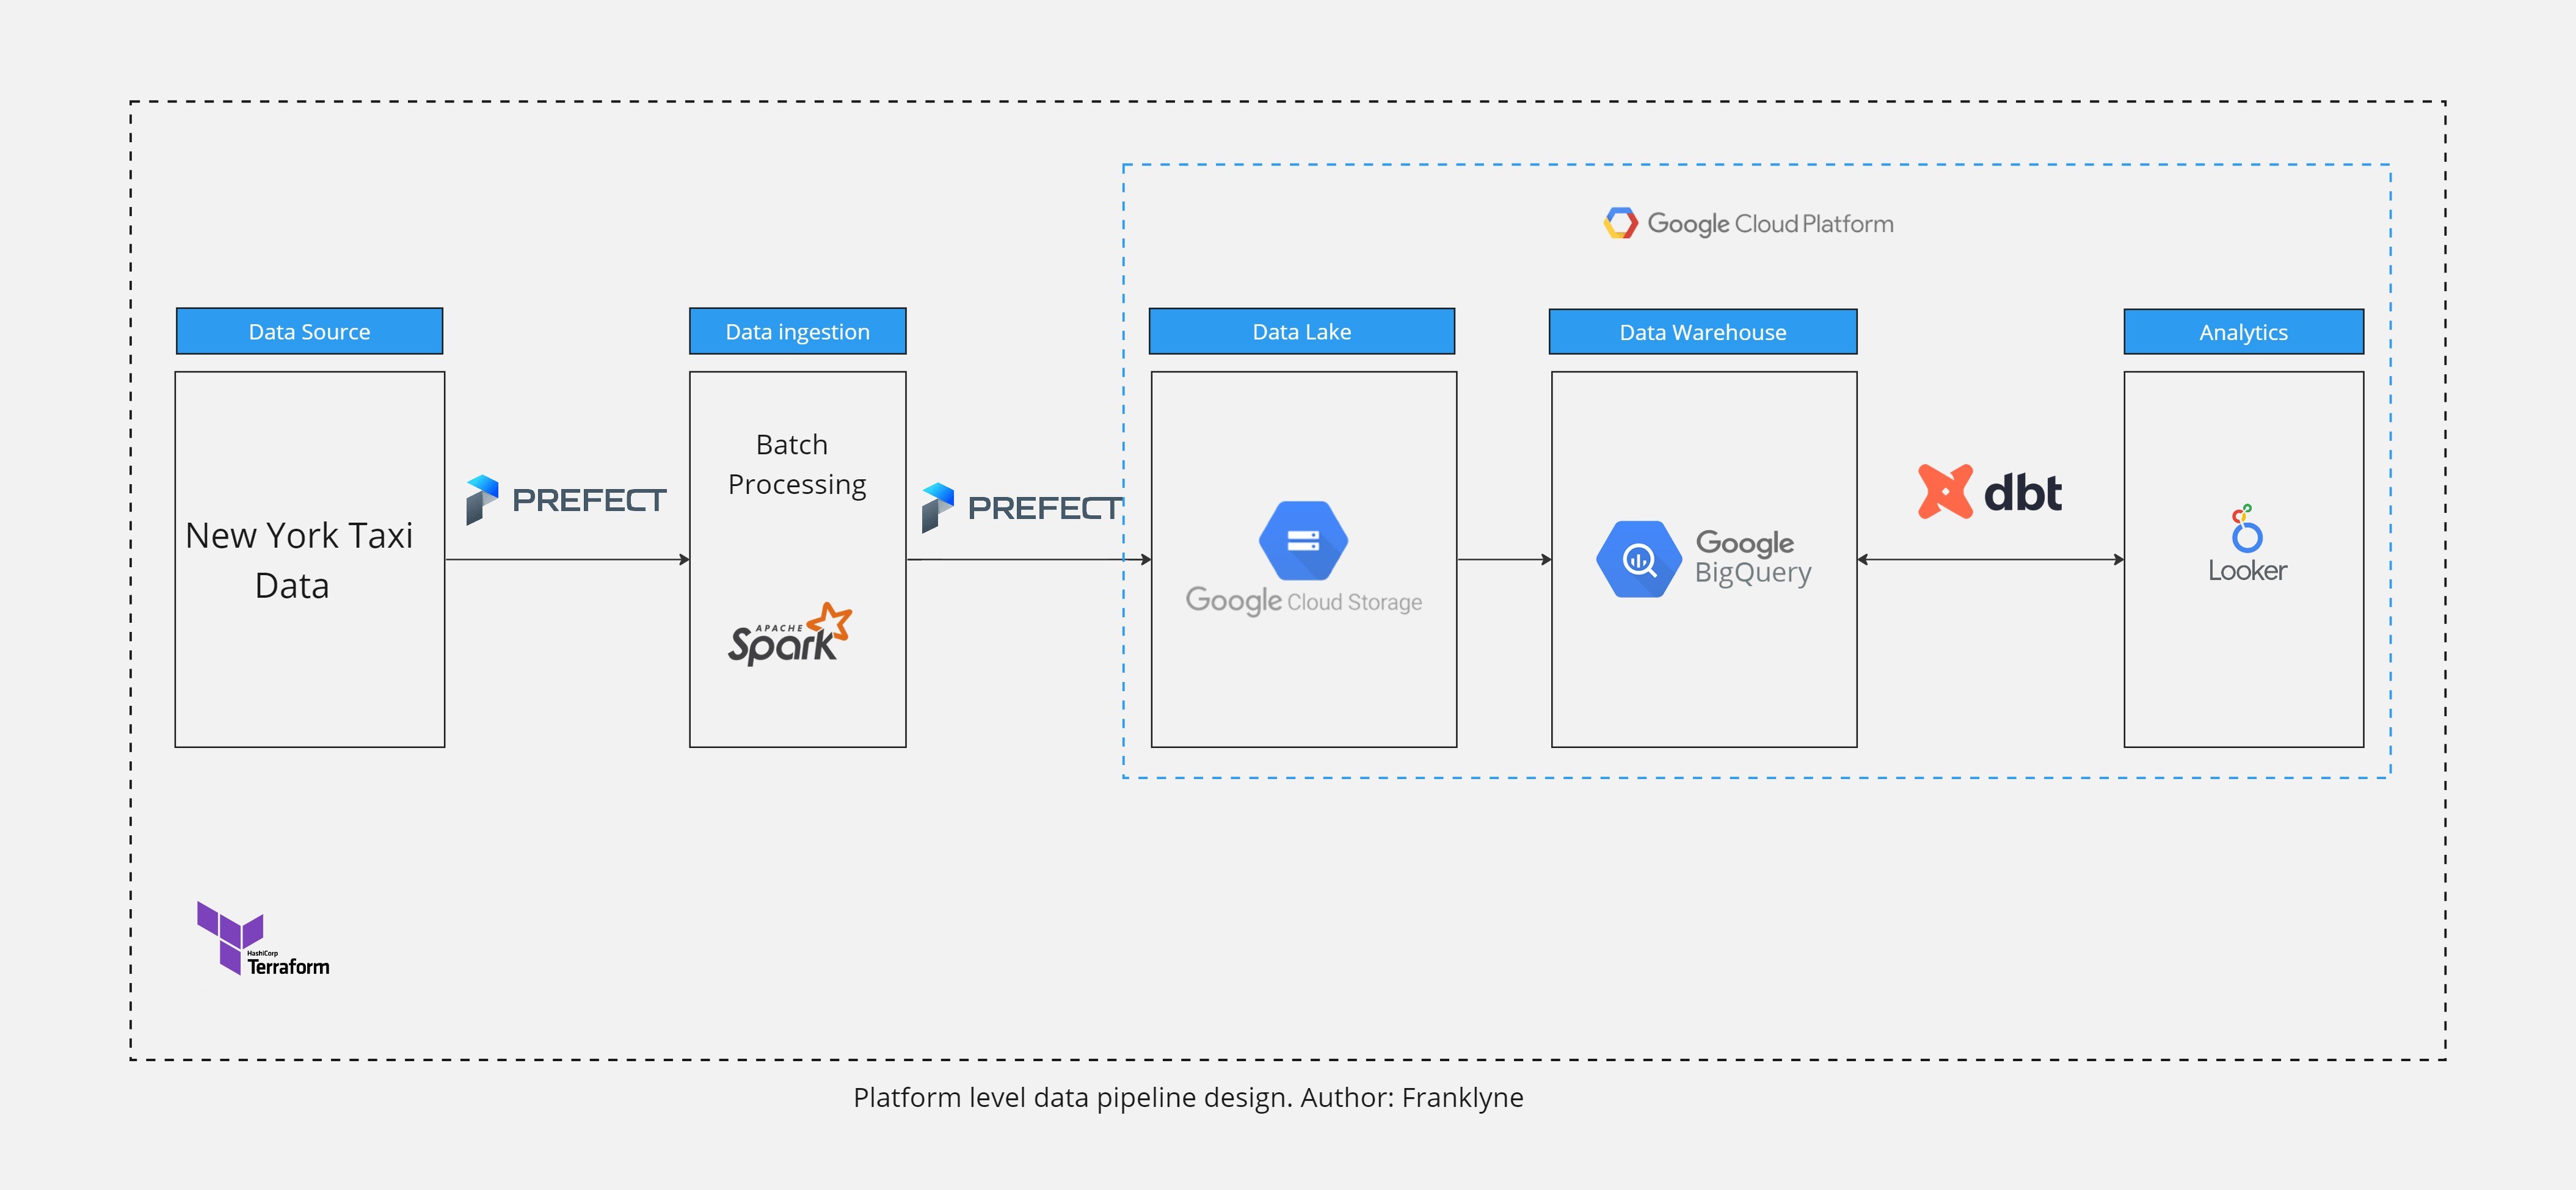 Google Cloud Platform
Data Source
Data ingestion
Data Lake
Data Warehouse
Analytics
New York Taxi
Data
PREFECT
Batch
Processing
APACHE
Spark
PREFECT
Google Cloud Storage
Google
BigQuery
dbt
Looker
HashiCorp
Terraform
Platform level data pipeline design. Author: Franklyne